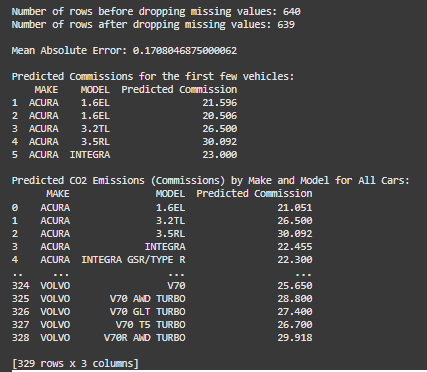 Number of rows before dropping missing values: 640
Number of rows after dropping missing values: 639
Mean Absolute Error: 0.1708046875000062
Predicted Commissions for the first few vehicles:
MAKE MODEL Predicted Commission
1 ACURA 1.6EL 21.596
2 ACURA 1.6EL 20.506
3 ACURA 3.2TL 26.500
4 ACURA 3.5RL 30.092
5 ACURA INTEGRA 23.000
Predicted CO2 Emissions (Commissions) by Make and Model for All Cars:
MAKE MODEL Predicted Commission
0 ACURA 1.6EL 21.051
1 ACURA 3.2TL 26.500
2 ACURA 3.5RL 30.092
3 ACURA INTEGRA 22.455
4 ACURA INTEGRA GSR/TYPE R 22.300
.. ... ... ...
324 VOLVO V70 25.650
325 VOLVO V70 AWD TURBO 28.800
326 VOLVO V70 GLT TURBO 27.400
327 VOLVO V70 T5 TURBO 26.700
328 VOLVO V70R AWD TURBO 29.918
[329 rows x 3 columns]